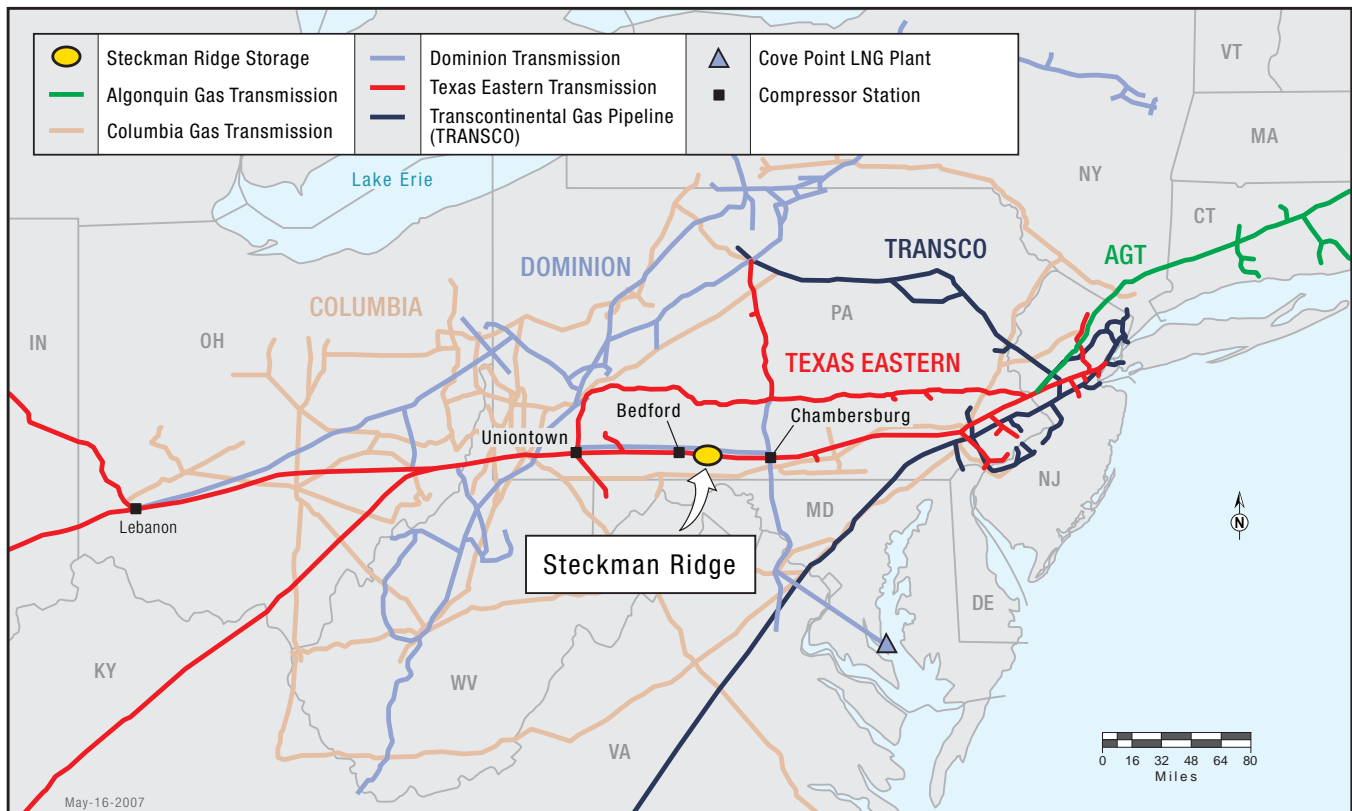 Steckman Ridge Storage
Algonquin Gas Transmission
Columbia Gas Transmission
Dominion Transmission
Texas Eastern Transmission
Transcontinental Gas Pipeline
(TRANSCO)
Cove Point LNG Plant
Compressor Station
VT
MA
NY
CT
Lake Erie
TRANSCO
AGT
DOMINION
COLUMBIA
PA
IN
OH
TEXAS EASTERN
Bedford
Chambersburg
Uniontown
NJ
MD
Lebanon
N
Steckman Ridge
DE
KY
WV
VA
0 16 32 48 64 80
Miles
May-16-2007